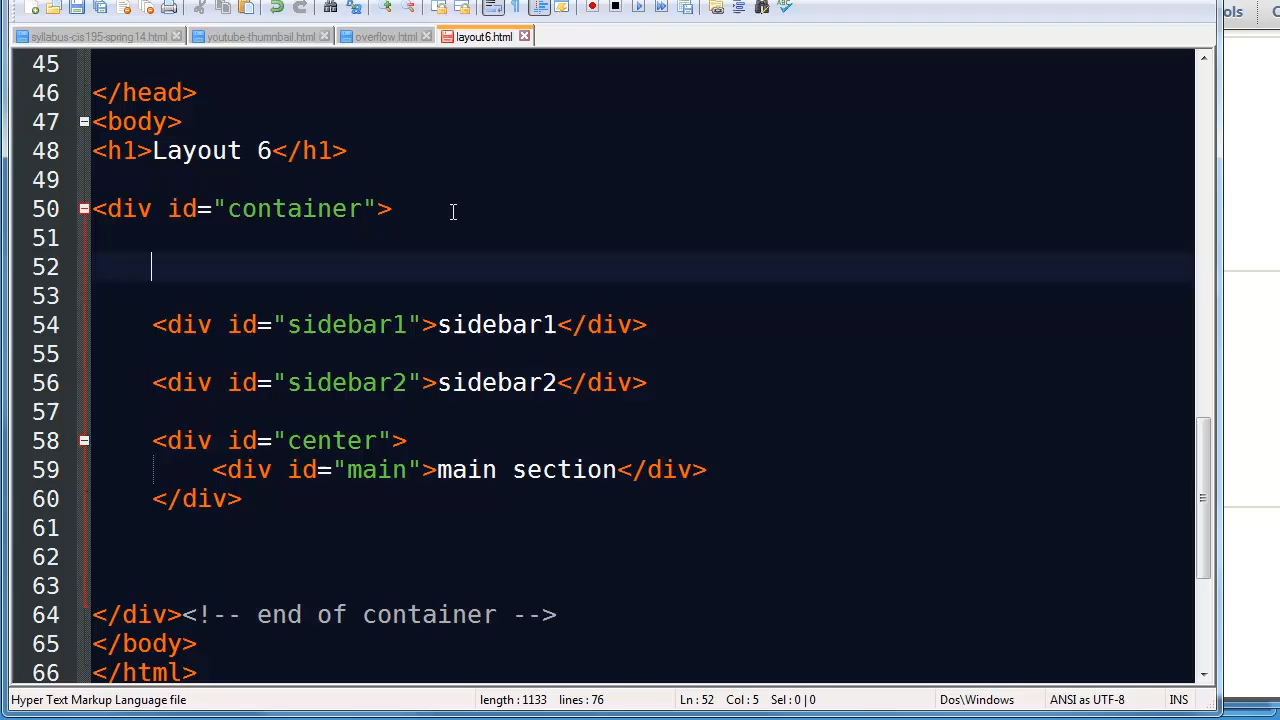 ols
syllabus-cis195-spring14.html youtube-thumnbail.html overflow.html layout6.html
45
46 </head>
47 <body>
48 <h1>Layout 6</h1>
49
50 <div id="container">
51
52
53
54 <div id="sidebar1">sidebar1</div>
55
56 <div id="sidebar2">sidebar2</div>
57
58 <div id="center">
59 <div id="main">main section</div>
60 </div>
61
62
63
64 </div><!-- end of container -->
65 </body>
66 </html>
Hyper Text Markup Language file length : 1133 lines : 76 Ln : 52 Col : 5 Sel : 0 | 0 Dos\Windows ANSI as UTF-8 INS